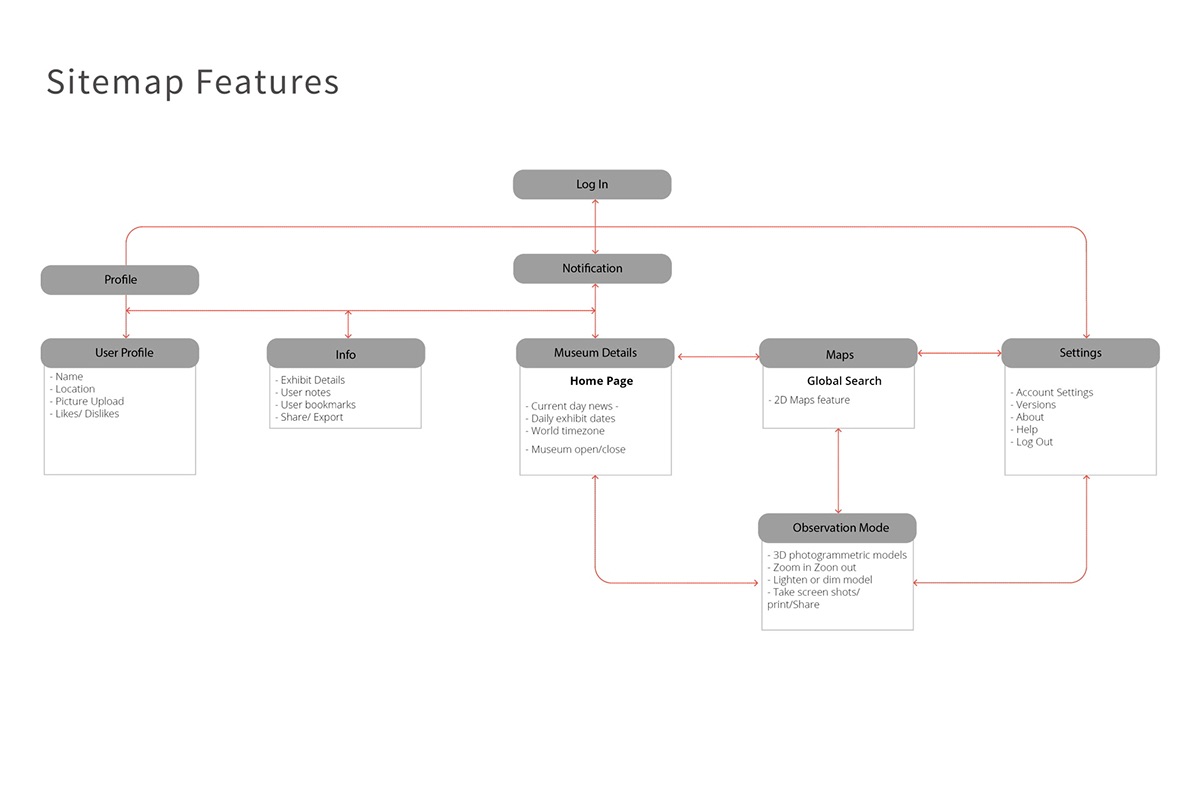 Sitemap Features
Log In
Notification
Profile
User Profile
- Name
- Location
- Picture Upload
- Likes/ Dislikes
Info
- Exhibit Details
- User notes
- User bookmarks
- Share/ Export
Museum Details
Home Page
- Current day news -
- Daily exhibit dates
- World timezone
- Museum open/close
Maps
Global Search
- 2D Maps feature
Settings
- Account Settings
- Versions
- About
- Help
- Log Out
Observation Mode
- 3D photogrammetric models
- Zoom in Zoon out
- Lighten or dim model
- Take screen shots/
print/Share